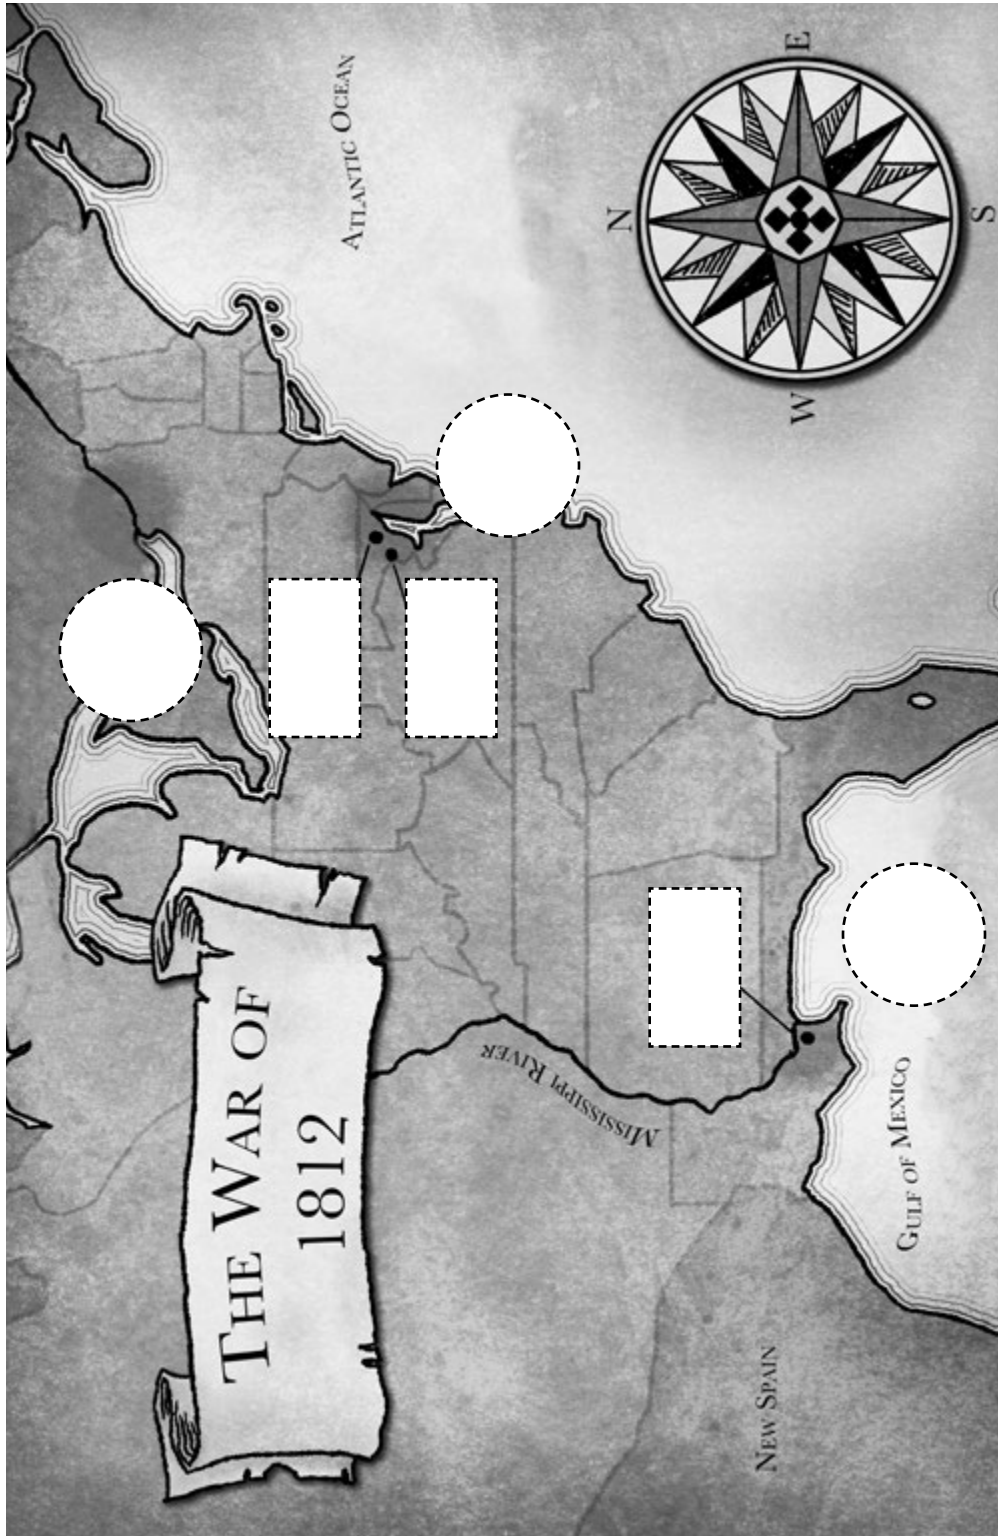 THE WAR OF
1812
ATLANTIC OCEAN
N
E
S
W
MISSISSIPPI RIVER
GULF OF MEXICO
NEW SPAIN